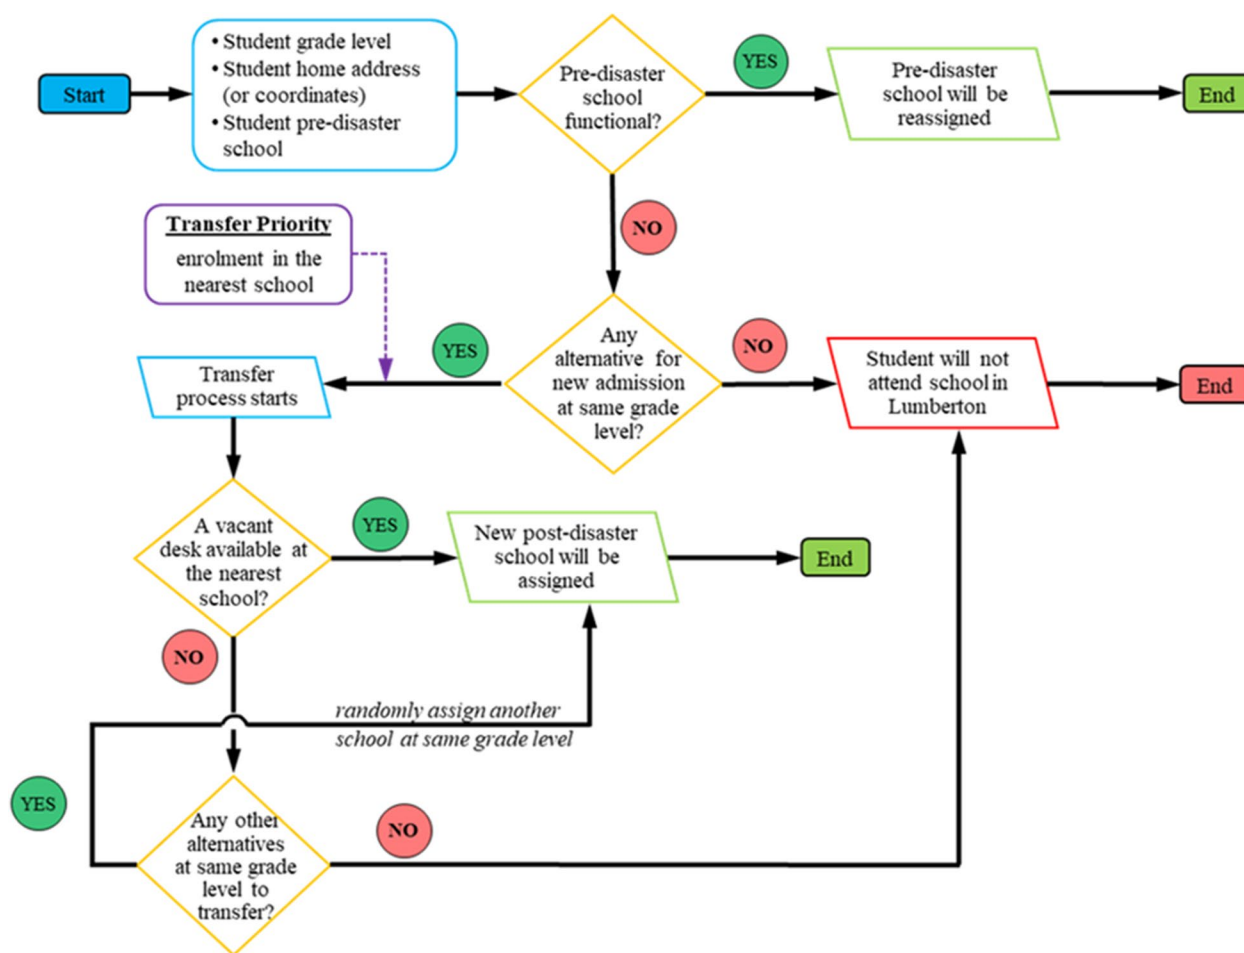 Start
• Student grade level
• Student home address
(or coordinates)
• Student pre-disaster
school
Pre-disaster
school
functional?
YES
Pre-disaster
school will be
reassigned
End
NO
Transfer Priority
enrolment in the
nearest school
Any
alternative for
new admission
at same grade
level?
YES
NO
Student will not
attend school in
Lumberton
End
Transfer
process starts
A vacant
desk available at
the nearest
school?
YES
New post-disaster
school will be
assigned
End
NO
randomly assign another
school at same grade level
YES
Any other
alternatives
at same grade
level to
transfer?
NO